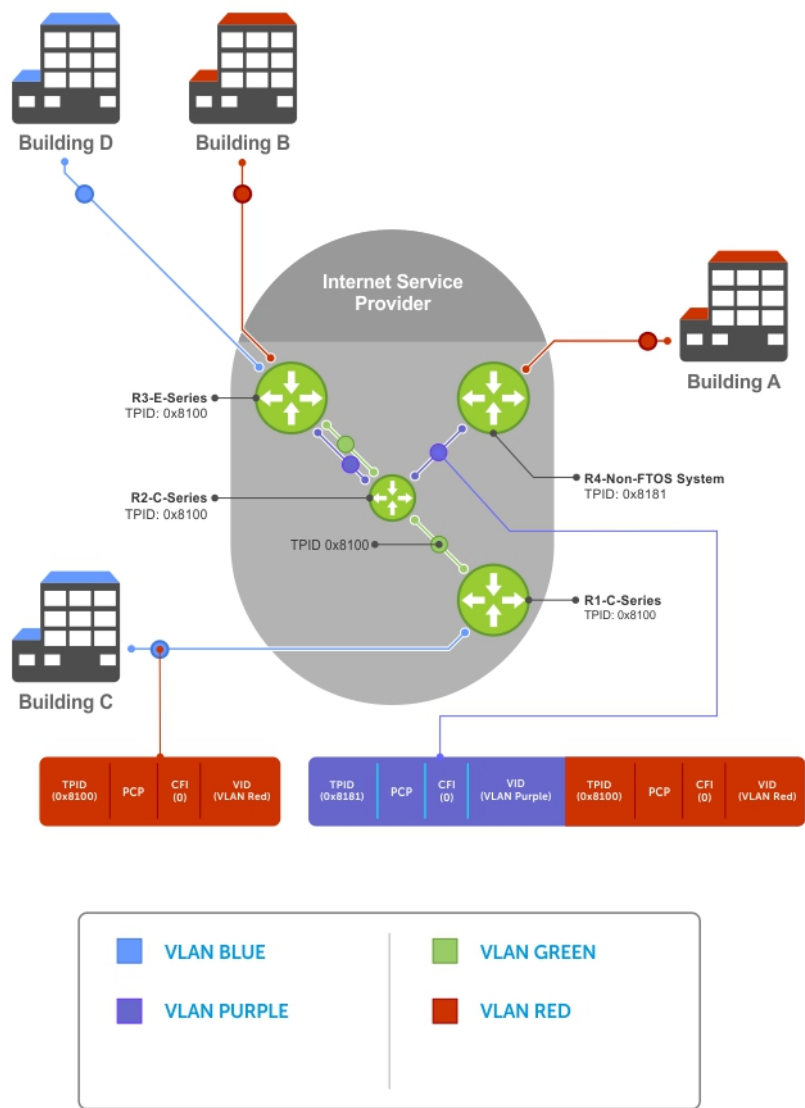 Building D
Building B
Internet Service
Provider
Building A
R3-E-Series
TPID: 0x8100
R4-Non-FTOS System
TPID: 0x8181
R2-C-Series
TPID: 0x8100
TPID 0x8100
R1-C-Series
TPID: 0x8100
Building C
TPID
(0x8100)
PCP
CFI
(0)
VID
(VLAN Red)
TPID
(0x8181)
PCP
CFI
(0)
VID
(VLAN Purple)
TPID
(0x8100)
PCP
CFI
(0)
VID
(VLAN Red)
VLAN BLUE
VLAN GREEN
VLAN PURPLE
VLAN RED